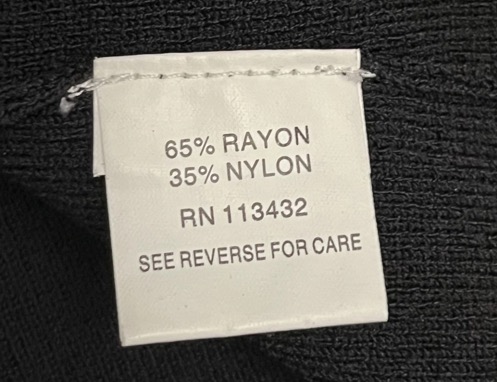 65% RAYON
35% NYLON
RN 113432
SEE REVERSE FOR CARE